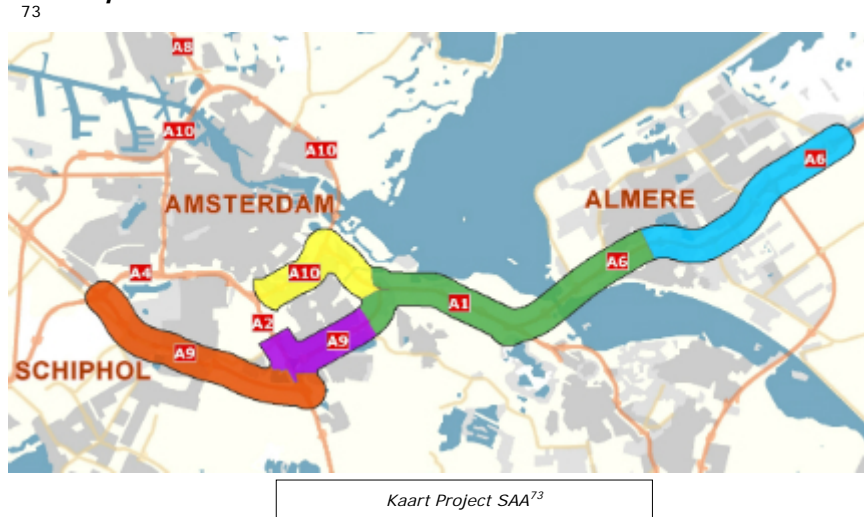 73
A8
A10
A10
AMSTERDAM
ALMERE
A6
A4
A10
A6
A1
A2
A9
A9
SCHIPHOL
Kaart Project SAA73